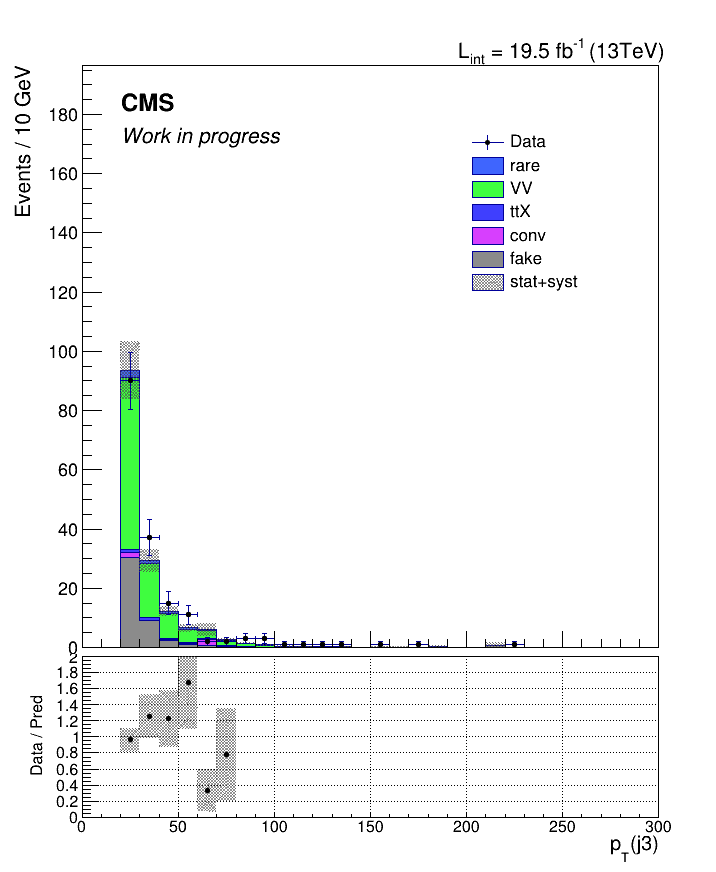 L_int = 19.5 fb^-1 (13TeV)
CMS
Work in progress
Events / 10 GeV
180
160
140
120
100
80
60
40
20
0
Data
rare
VV
ttX
conv
fake
stat+syst
Data / Pred
2
1.8
1.6
1.4
1.2
1
0.8
0.6
0.4
0.2
0
0 50 100 150 200 250 300
p_T(j3)